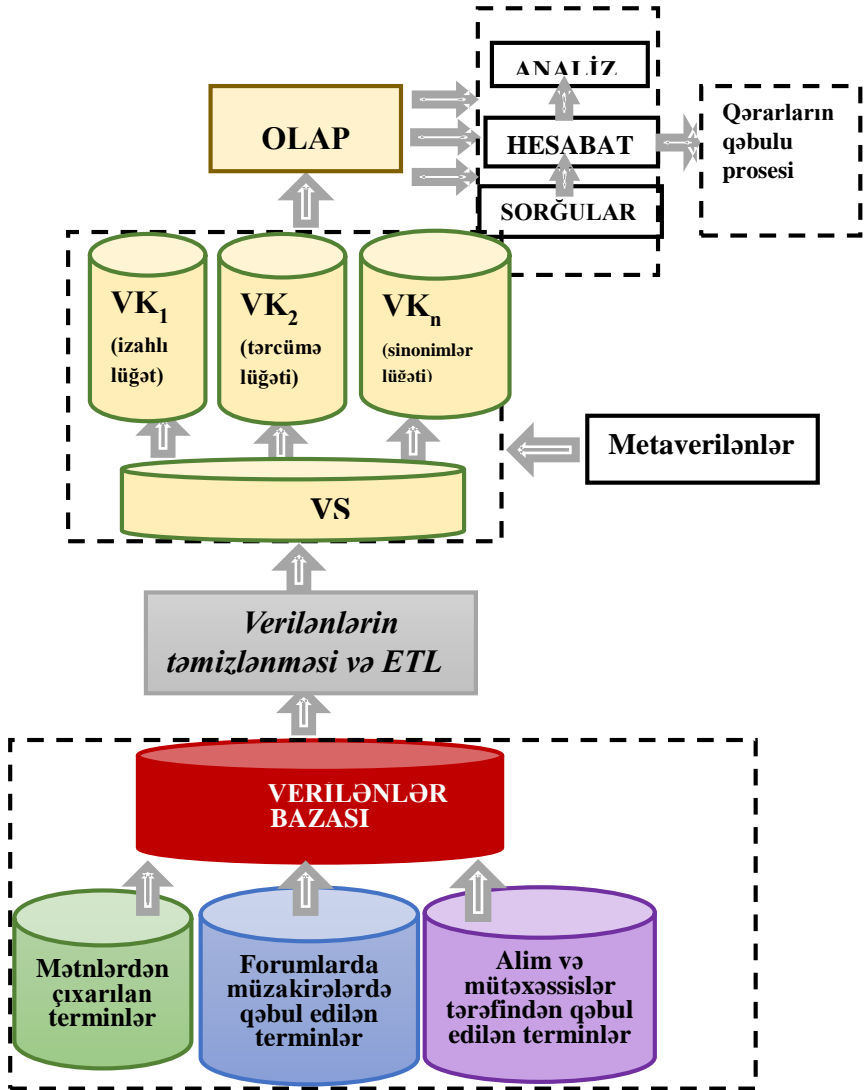 ANALİZ
OLAP
HESABAT
SORĞULAR
Qərarların
qəbulu
prosesi
VK1
(izahlı
lüğət)
VK2
(tərcümə
lüğəti)
VKn
(sinonimlər
lüğəti)
Metaverilənlər
VS
Verilənlərin
təmizlənməsi və ETL
VERİLƏNLƏR
BAZASI
Mətnlərdən
çıxarılan
terminlər
Forumlarda
müzakirələrdə
qəbul edilən
terminlər
Alim və
mütəxəssislər
tərəfindən qəbul
edilən terminlər